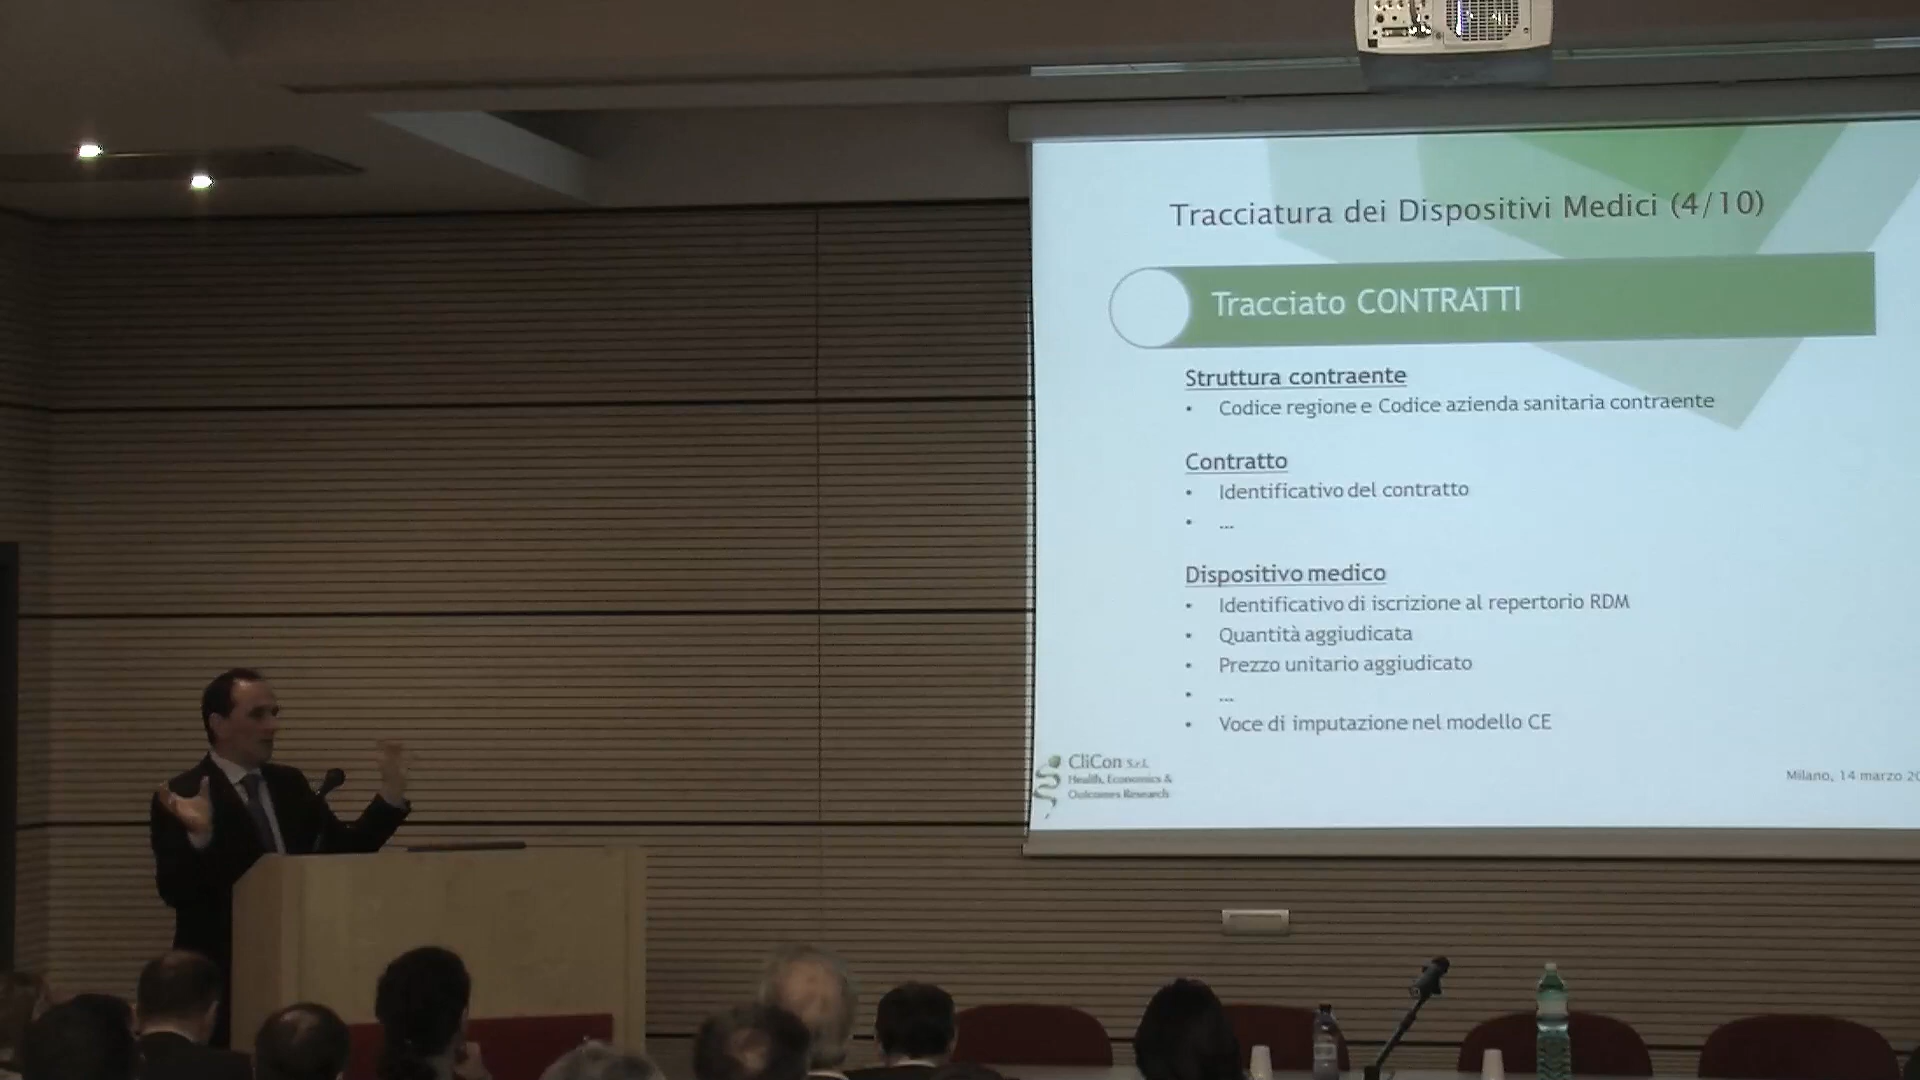 Tracciatura dei Dispositivi Medici (4/10)
Tracciato CONTRATTI
Struttura contraente
• Codice regione e Codice azienda sanitaria contraente
Contratto
• Identificativo del contratto
• ...
Dispositivo medico
• Identificativo di iscrizione al repertorio RDM
• Quantità aggiudicata
• Prezzo unitario aggiudicato
• ...
• Voce di imputazione nel modello CE
CliCon S.r.l.
Health, Economics &
Outcomes Research
Milano, 14 marzo 20